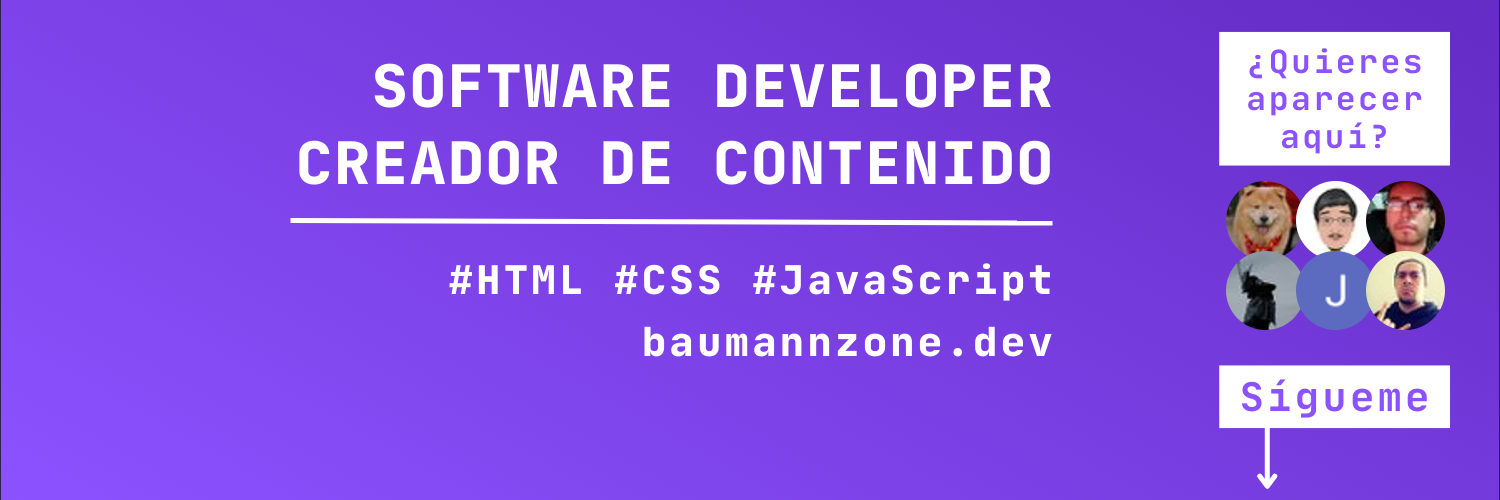 SOFTWARE DEVELOPER
CREADOR DE CONTENIDO
#HTML #CSS #JavaScript
baumannzone.dev
¿Quieres
aparecer
aquí?
J
Sígueme